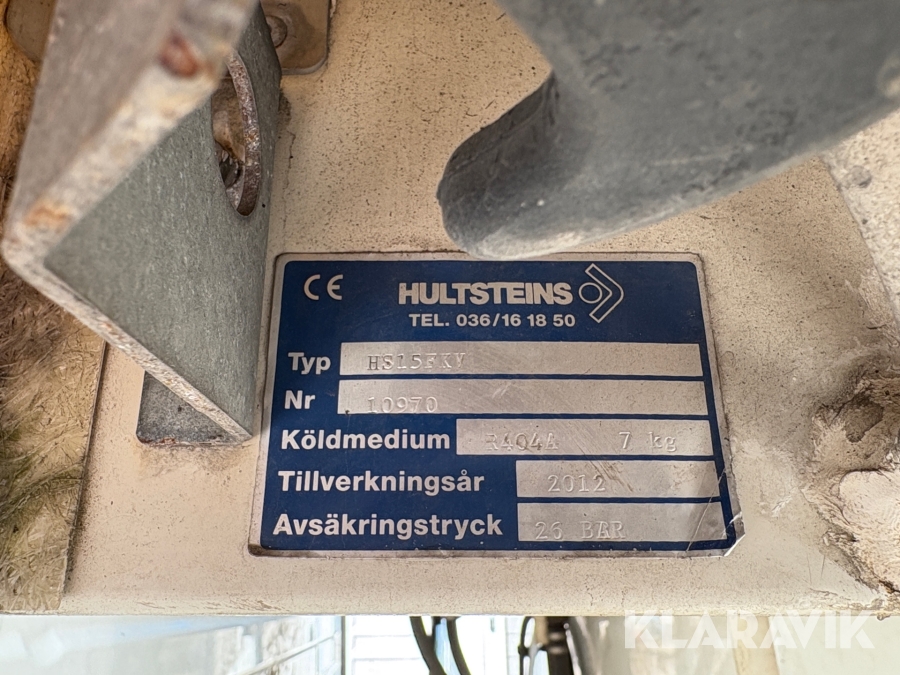 CE HULTSTEINS
TEL. 036/16 18 50
Typ HS15FKV
Nr 10970
Köldmedium R404A 7 kg
Tillverkningsår 2012
Avsäkringstryck 26 BAR
KLARAVIK